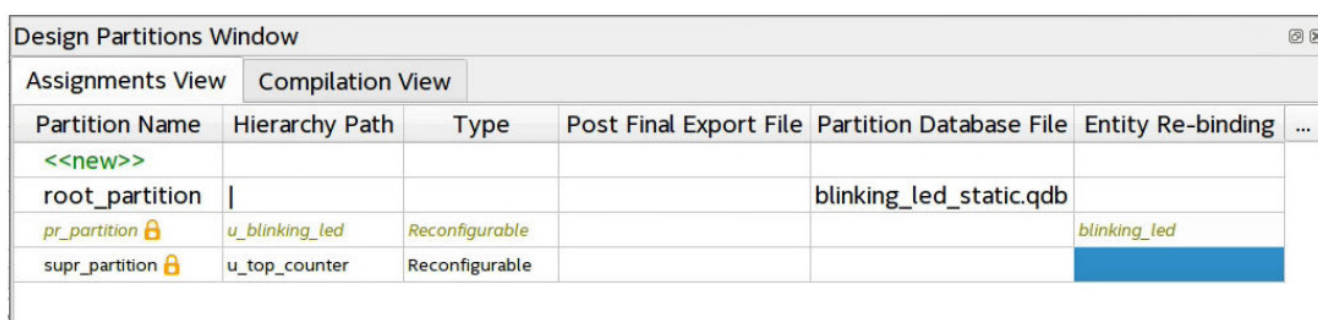 Design Partitions Window
Assignments View Compilation View
Partition Name Hierarchy Path Type Post Final Export File Partition Database File Entity Re-binding ...
<<new>>
root_partition | blinking_led_static.qdb
pr_partition u_blinking_led Reconfigurable blinking_led
supr_partition u_top_counter Reconfigurable